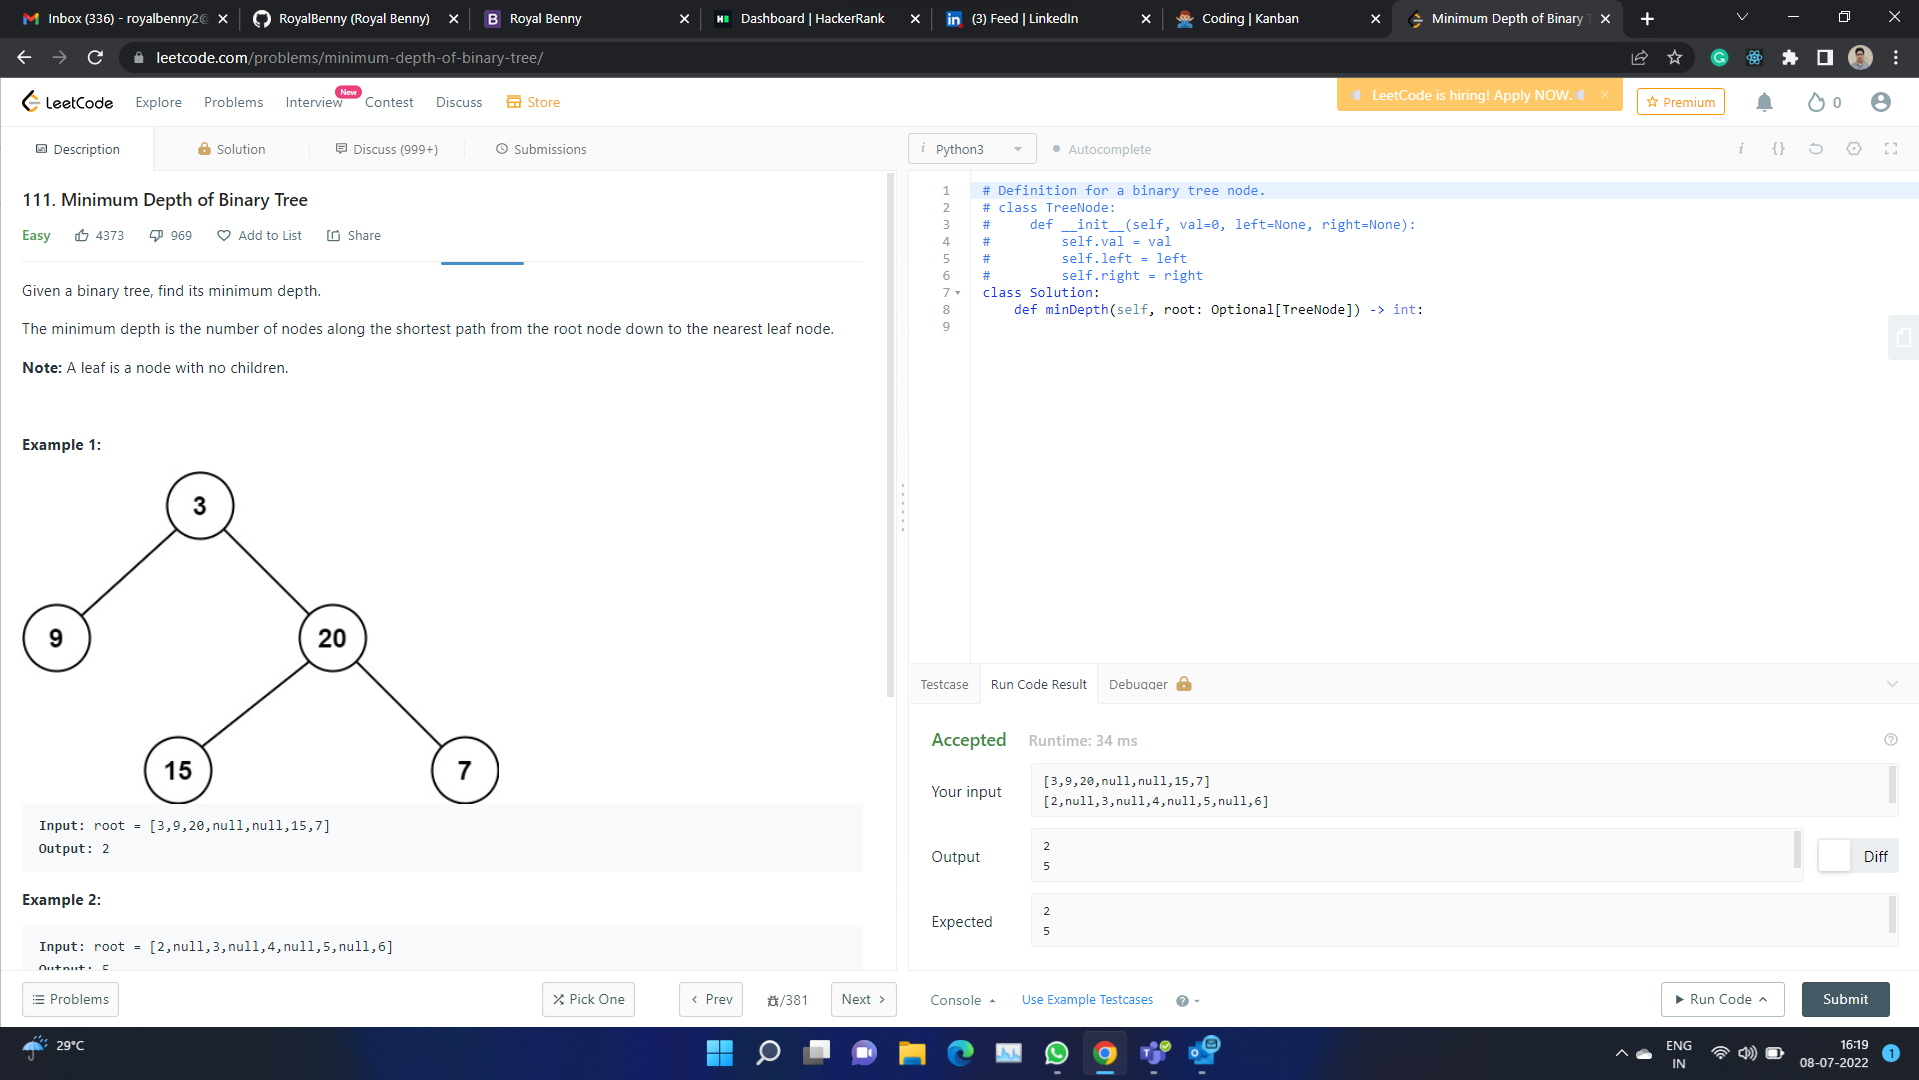 Inbox (336) - royalbenny2@
RoyalBenny (Royal Benny)
Royal Benny
Dashboard | HackerRank
(3) Feed | LinkedIn
Coding | Kanban
Minimum Depth of Binary
leetcode.com/problems/minimum-depth-of-binary-tree/
LeetCode
Explore
Problems
Interview
New
Contest
Discuss
Store
LeetCode is hiring! Apply NOW.
Premium
0
Description
Solution
Discuss (999+)
Submissions
i Python3
Autocomplete
i {}
111. Minimum Depth of Binary Tree
Easy 4373 969 Add to List Share
Given a binary tree, find its minimum depth.
The minimum depth is the number of nodes along the shortest path from the root node down to the nearest leaf node.
Note: A leaf is a node with no children.
Example 1:
3
9 20
15 7
Input: root = [3,9,20,null,null,15,7]
Output: 2
Example 2:
Input: root = [2,null,3,null,4,null,5,null,6]
Output: 5
1 # Definition for a binary tree node.
2 # class TreeNode:
3 #     def __init__(self, val=0, left=None, right=None):
4 #         self.val = val
5 #         self.left = left
6 #         self.right = right
7 class Solution:
8     def minDepth(self, root: Optional[TreeNode]) -> int:
9
Testcase
Run Code Result
Debugger
Accepted
Runtime: 34 ms
Your input
[3,9,20,null,null,15,7]
[2,null,3,null,4,null,5,null,6]
Output
2
5
Diff
Expected
2
5
Problems
Pick One
Prev
/381
Next
Console
Use Example Testcases
Run Code
Submit
29°C
ENG
IN
16:19
08-07-2022
1